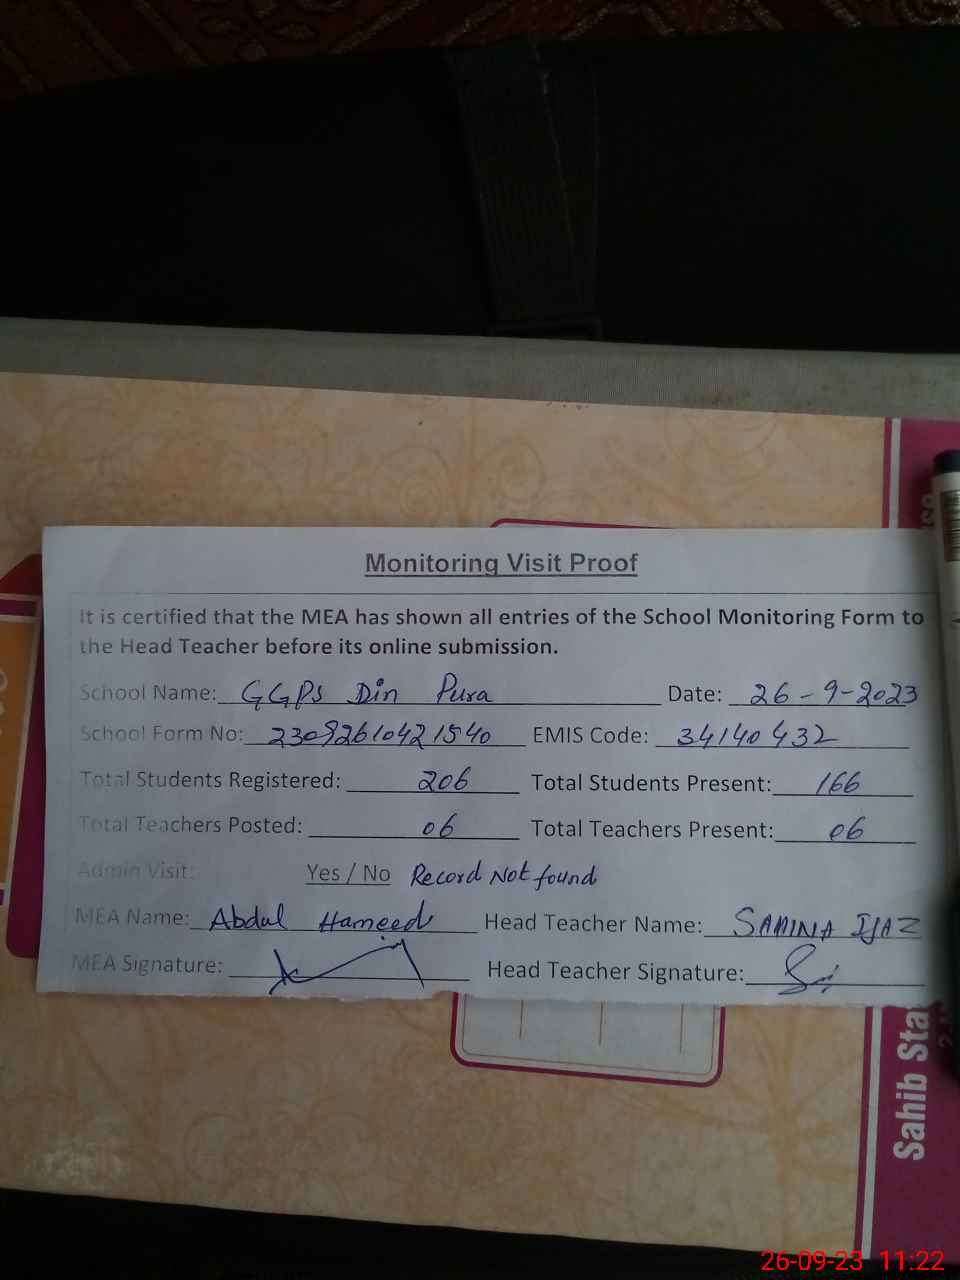 Monitoring Visit Proof
It is certified that the MEA has shown all entries of the School Monitoring Form to
the Head Teacher before its online submission.
School Name: GGPS Din Pura Date: 26-9-2023
School Form No: 23092610421540 EMIS Code: 34140432
Total Students Registered: 206 Total Students Present: 166
Total Teachers Posted: 06 Total Teachers Present: 06
Admin Visit: Yes / No Record Not found
MEA Name: Abdul Hameed Head Teacher Name: SAMINA IJAZ
MEA Signature: Head Teacher Signature:
Sahib Sta
26-09-23 11:22